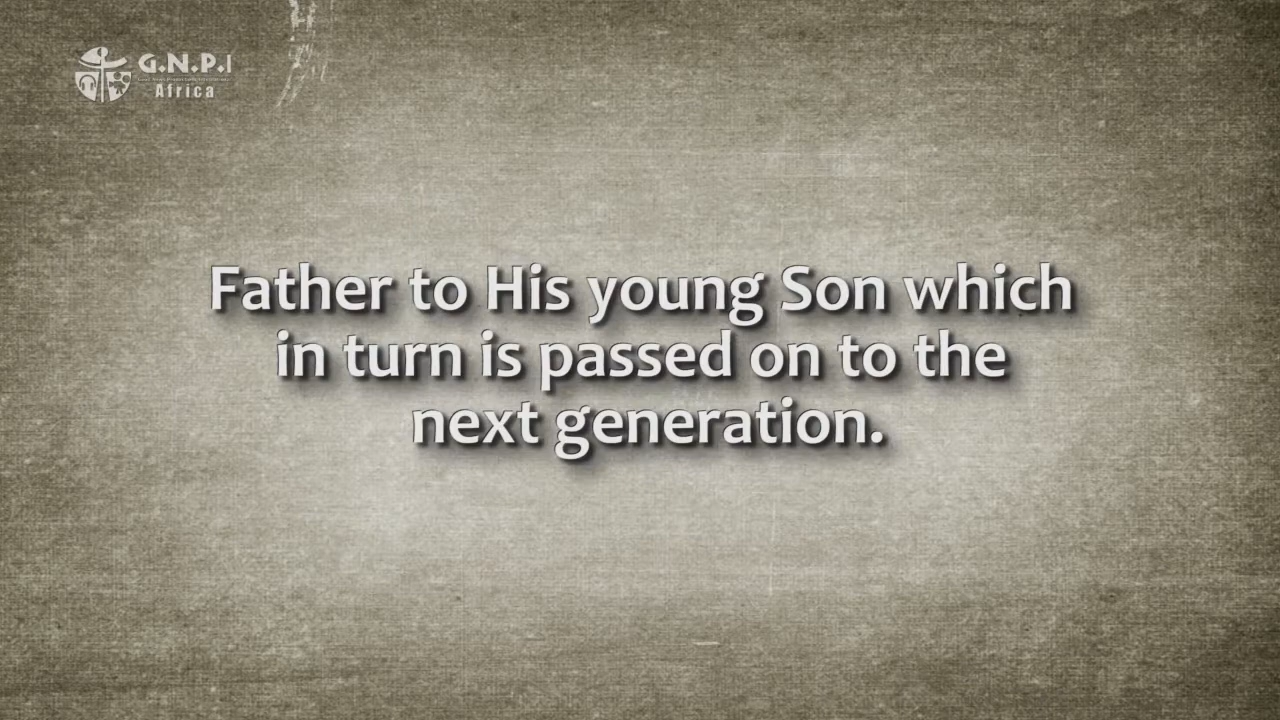 G.N.P.I
Africa
Father to His young Son which
in turn is passed on to the
next generation.